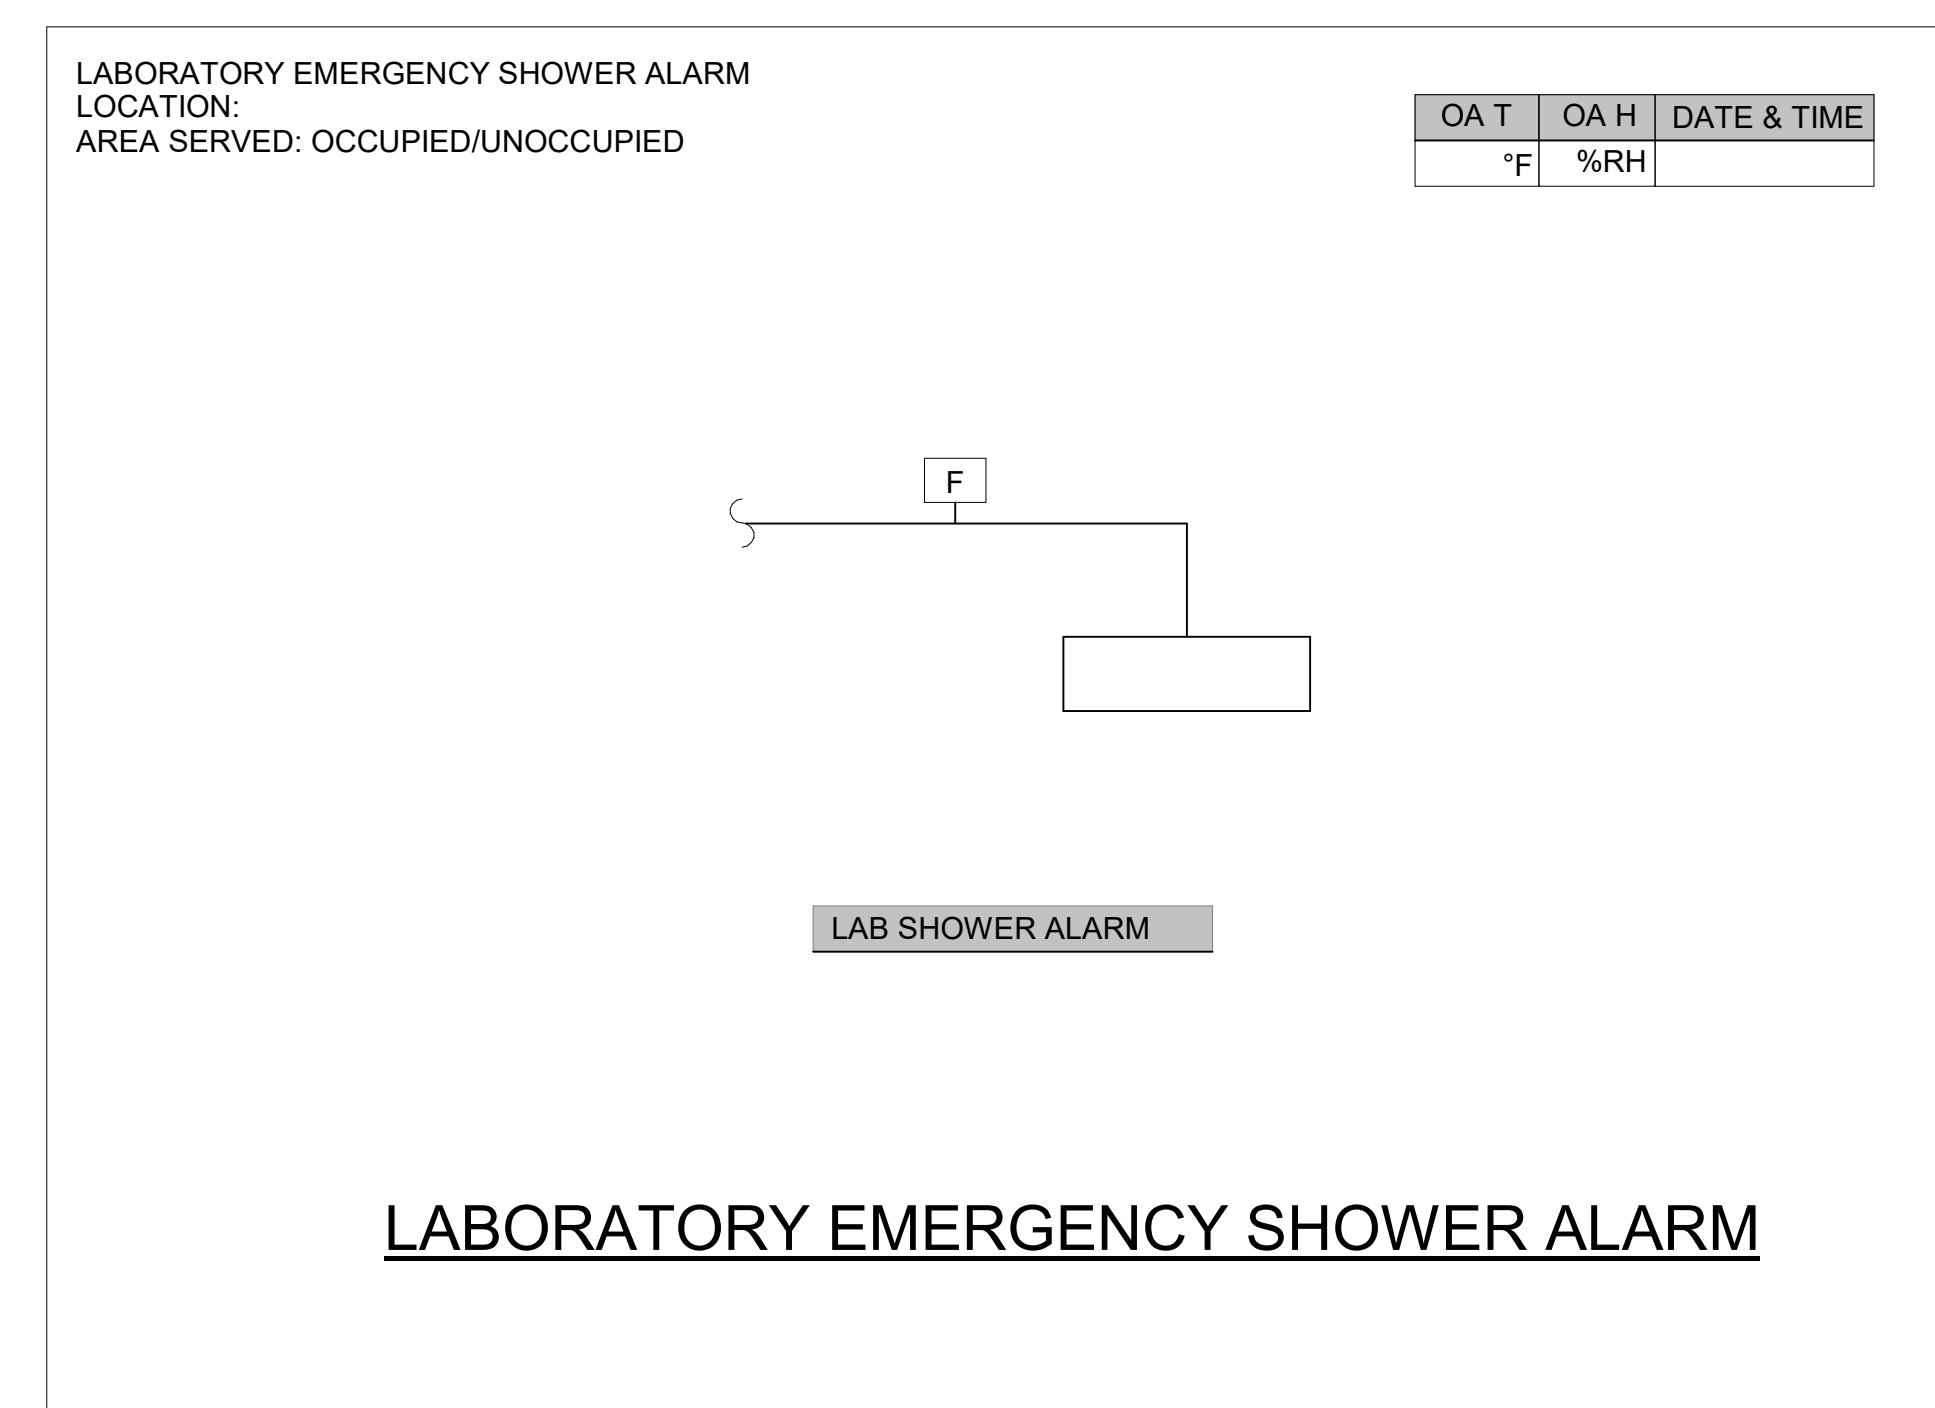 LABORATORY EMERGENCY SHOWER ALARM
LOCATION:
AREA SERVED: OCCUPIED/UNOCCUPIED
OA T OA H DATE & TIME
°F %RH
F
LAB SHOWER ALARM
LABORATORY EMERGENCY SHOWER ALARM